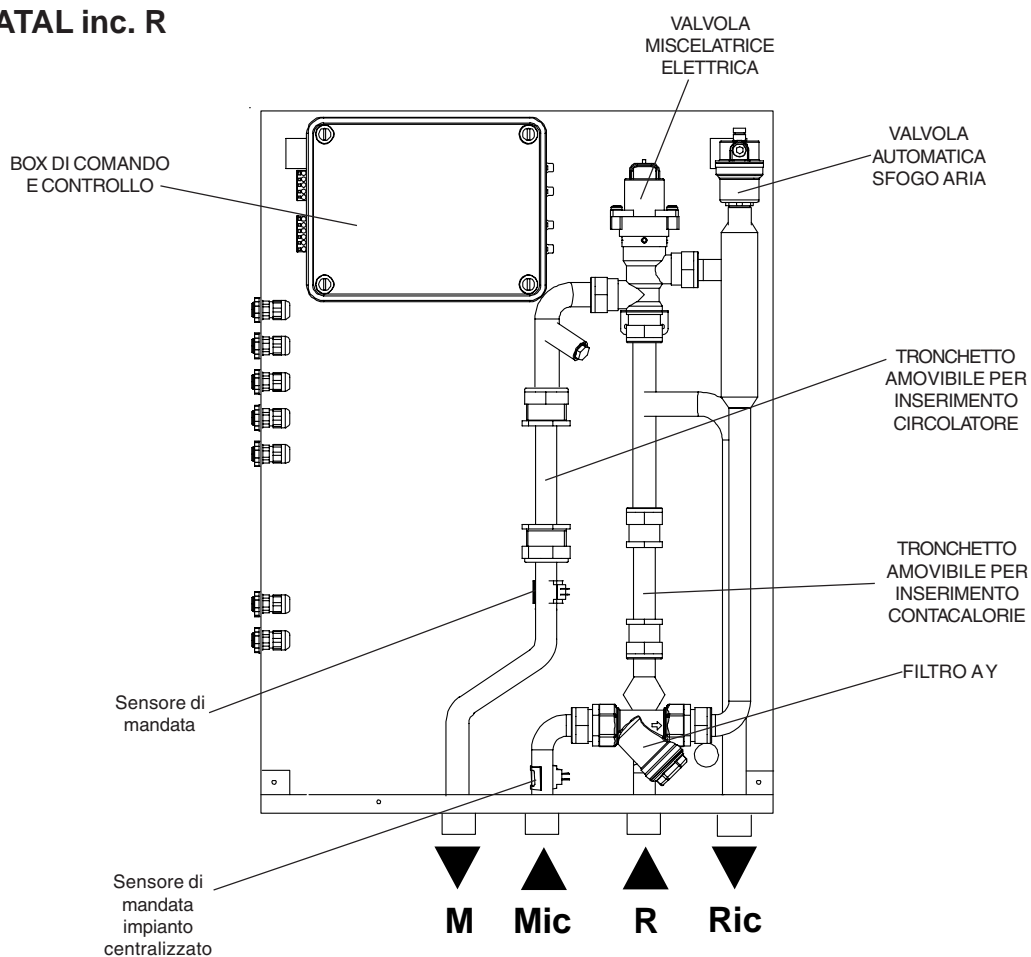 ATAL inc. R
VALVOLA
MISCELATRICE
ELETTRICA
BOX DI COMANDO
E CONTROLLO
VALVOLA
AUTOMATICA
SFOGO ARIA
TRONCHETTO
AMOVIBILE PER
INSERIMENTO
CIRCOLATORE
TRONCHETTO
AMOVIBILE PER
INSERIMENTO
CONTACALORIE
FILTRO A Y
Sensore di
mandata
Sensore di
mandata
impianto
centralizzato
M Mic R Ric